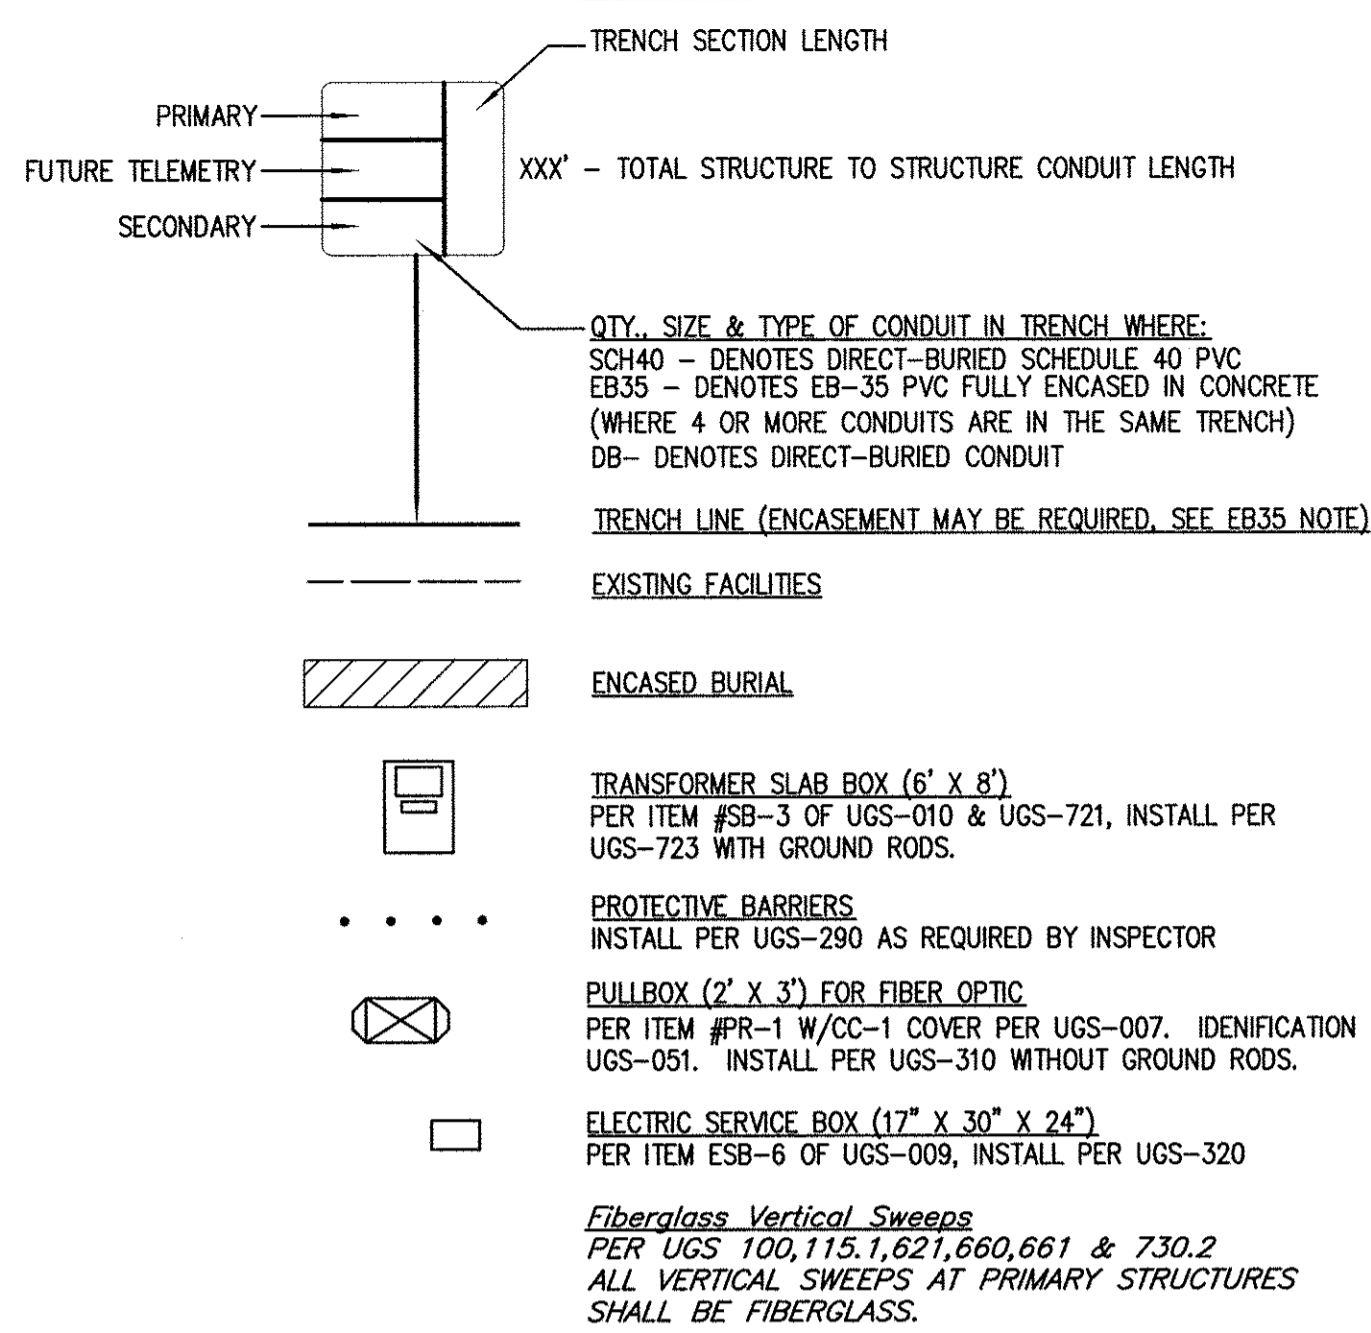 TRENCH SECTION LENGTH
PRIMARY
FUTURE TELEMETRY
XXX' – TOTAL STRUCTURE TO STRUCTURE CONDUIT LENGTH
SECONDARY
QTY., SIZE & TYPE OF CONDUIT IN TRENCH WHERE:
SCH40 – DENOTES DIRECT–BURIED SCHEDULE 40 PVC
EB35 – DENOTES EB–35 PVC FULLY ENCASED IN CONCRETE
(WHERE 4 OR MORE CONDUITS ARE IN THE SAME TRENCH)
DB– DENOTES DIRECT–BURIED CONDUIT
TRENCH LINE (ENCASEMENT MAY BE REQUIRED, SEE EB35 NOTE)
EXISTING FACILITIES
ENCASED BURIAL
TRANSFORMER SLAB BOX (6' X 8')
PER ITEM #SB–3 OF UGS–010 & UGS–721, INSTALL PER
UGS–723 WITH GROUND RODS.
PROTECTIVE BARRIERS
INSTALL PER UGS–290 AS REQUIRED BY INSPECTOR
PULLBOX (2' X 3') FOR FIBER OPTIC
PER ITEM #PR–1 W/CC–1 COVER PER UGS–007. IDENIFICATION
UGS–051. INSTALL PER UGS–310 WITHOUT GROUND RODS.
ELECTRIC SERVICE BOX (17" X 30" X 24")
PER ITEM ESB–6 OF UGS–009, INSTALL PER UGS–320
Fiberglass Vertical Sweeps
PER UGS 100,115.1,621,660,661 & 730.2
ALL VERTICAL SWEEPS AT PRIMARY STRUCTURES
SHALL BE FIBERGLASS.